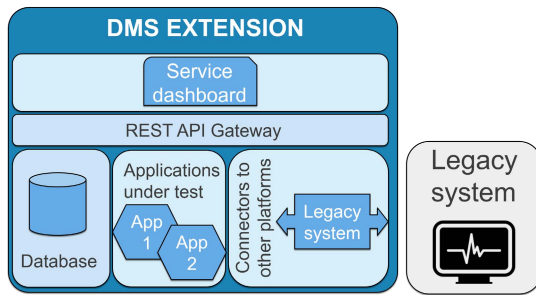 DMS EXTENSION
Service
dashboard
REST API Gateway
Database
Applications
under test
App
1
App
2
Connectors to
other platforms
Legacy
system
Legacy
system